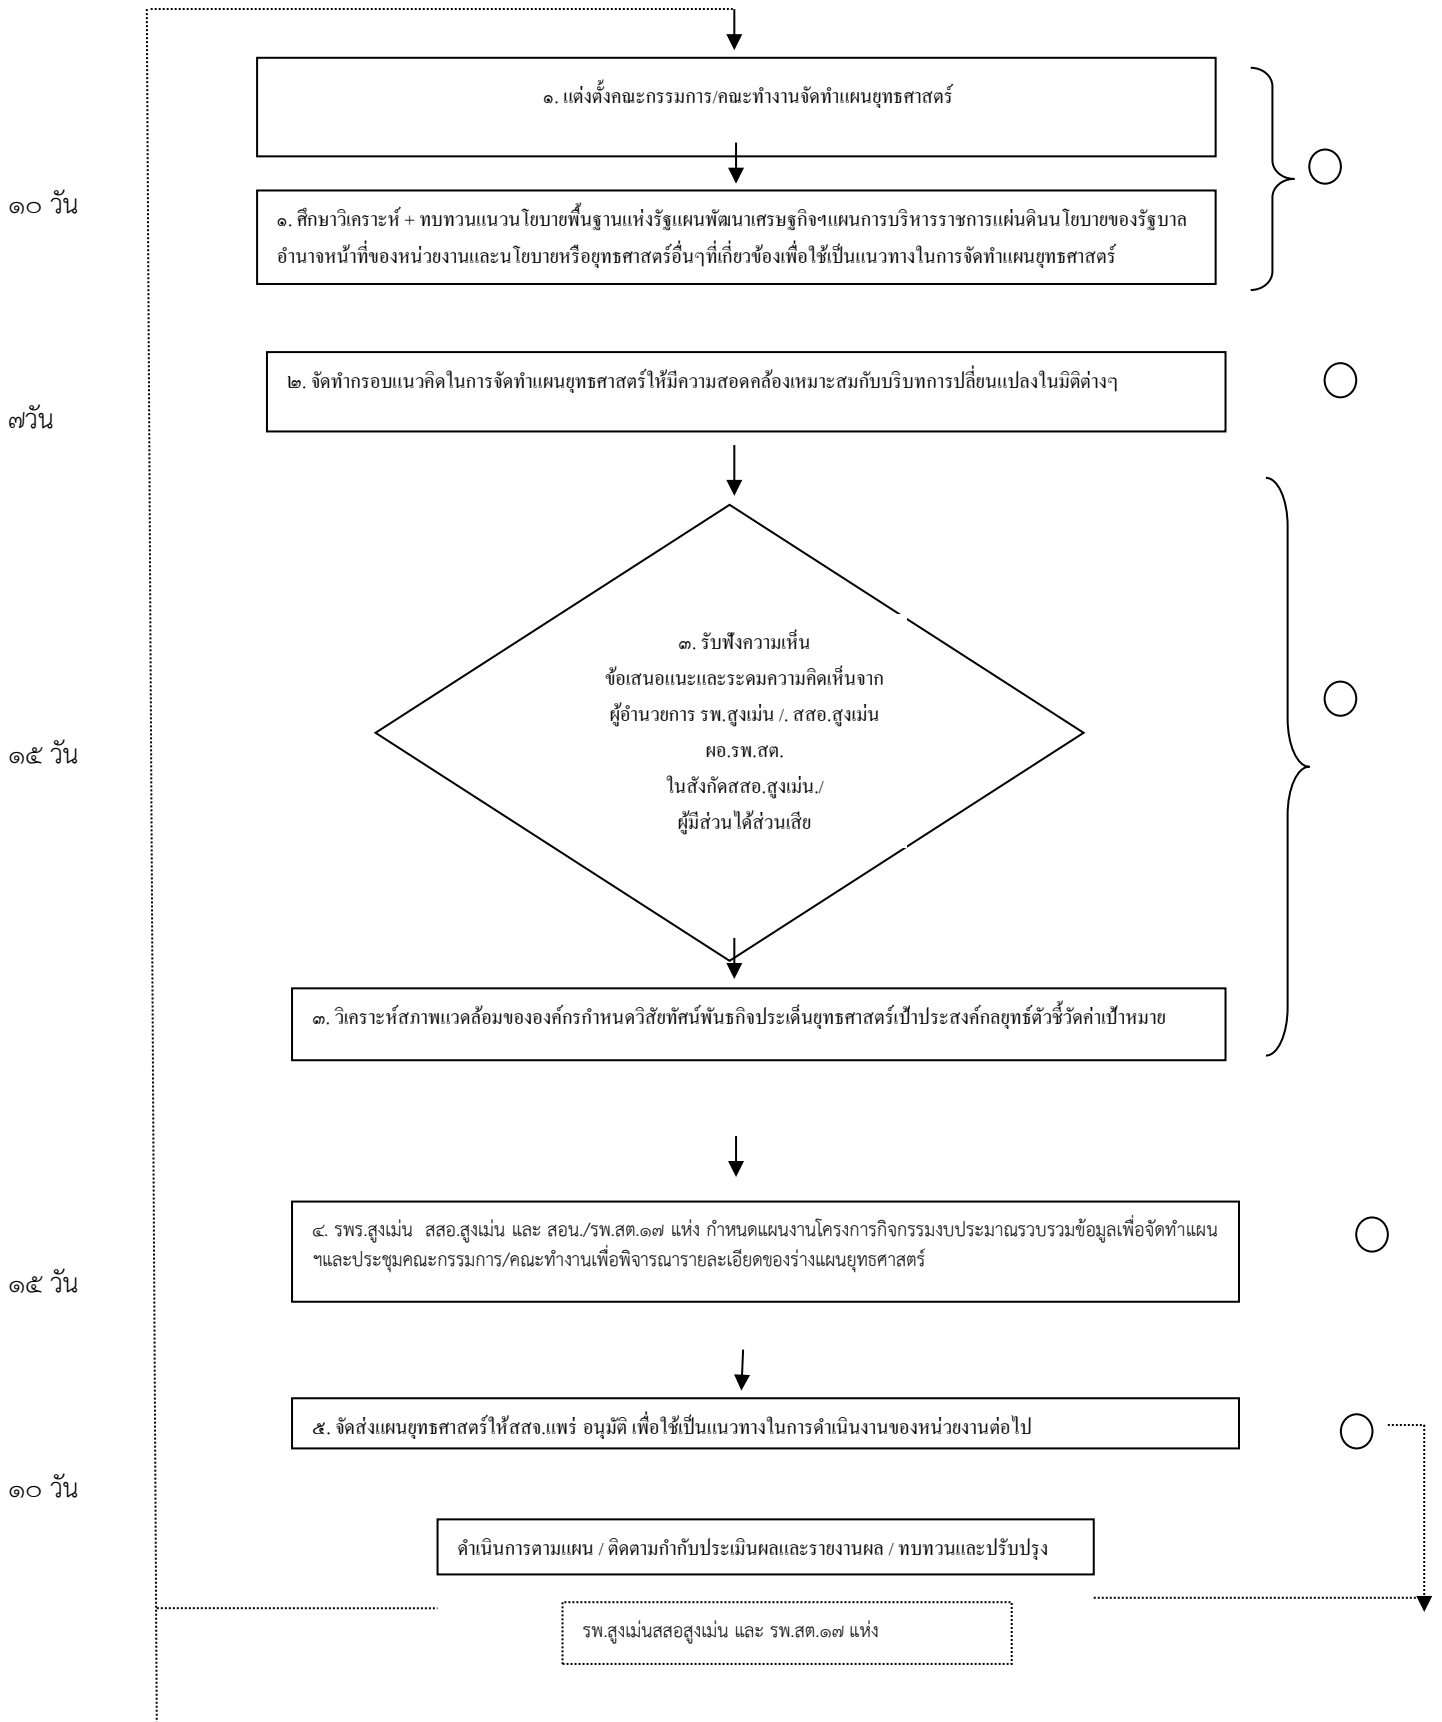 ๑. แต่งตั้งคณะกรรมการ/คณะทำงานจัดทำแผนยุทธศาสตร์
๑๐ วัน
๑. ศึกษาวิเคราะห์ + ทบทวนแนวนโยบายพื้นฐานแห่งรัฐแผนพัฒนาเศรษฐกิจฯแผนการบริหารราชการแผ่นดินนโยบายของรัฐบาล
อำนาจหน้าที่ของหน่วยงานและนโยบายหรือยุทธศาสตร์อื่นๆที่เกี่ยวข้องเพื่อใช้เป็นแนวทางในการจัดทำแผนยุทธศาสตร์
๒. จัดทำกรอบแนวคิดในการจัดทำแผนยุทธศาสตร์ให้มีความสอดคล้องเหมาะสมกับบริบทการปลี่ยนแปลงในมิติต่างๆ
๗วัน
๓. รับฟังความเห็น
ข้อเสนอแนะและระดมความคิดเห็นจาก
ผู้อำนวยการ รพ.สูงเม่น /. สสอ.สูงเม่น
ผอ.รพ.สต.
ในสังกัดสสอ.สูงเม่น./
ผู้มีส่วนได้ส่วนเสีย
๑๕ วัน
๓. วิเคราะห์สภาพแวดล้อมขององค์กรกำหนดวิสัยทัศน์พันธกิจประเด็นยุทธศาสตร์เป้าประสงค์กลยุทธ์ตัวชี้วัดค่าเป้าหมาย
๔. รพร.สูงเม่น  สสอ.สูงเม่น และ สอน./รพ.สต.๑๗ แห่ง กำหนดแผนงานโครงการกิจกรรมงบประมาณรวบรวมข้อมูลเพื่อจัดทำแผน
ฯและประชุมคณะกรรมการ/คณะทำงานเพื่อพิจารณารายละเอียดของร่างแผนยุทธศาสตร์
๑๕ วัน
๕. จัดส่งแผนยุทธศาสตร์ให้สสจ.แพร่ อนุมัติ เพื่อใช้เป็นแนวทางในการดำเนินงานของหน่วยงานต่อไป
๑๐ วัน
ดำเนินการตามแผน / ติดตามกำกับประเมินผลและรายงานผล / ทบทวนและปรับปรุง
รพ.สูงเม่นสสอสูงเม่น และ รพ.สต.๑๗ แห่ง